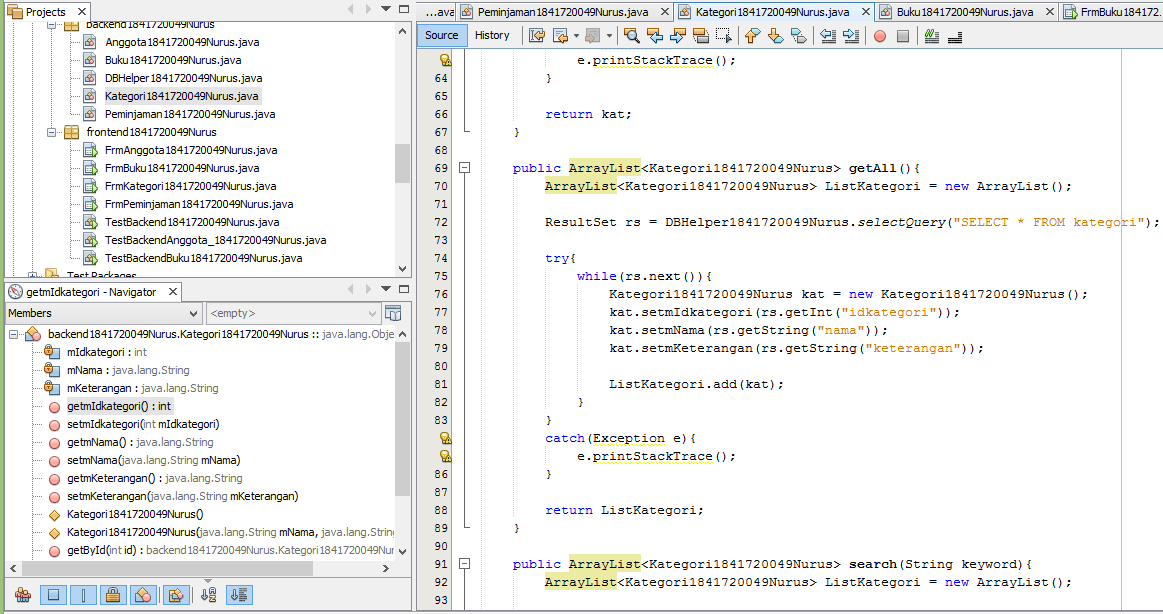 Projects
backend1841720049Nurus
Anggota1841720049Nurus.java
Buku1841720049Nurus.java
DBHelper1841720049Nurus.java
Kategori1841720049Nurus.java
Peminjaman1841720049Nurus.java
frontend1841720049Nurus
FrmAnggota1841720049Nurus.java
FrmBuku1841720049Nurus.java
FrmKategori1841720049Nurus.java
FrmPeminjaman1841720049Nurus.java
TestBackend1841720049Nurus.java
TestBackendAnggota_1841720049Nurus.java
TestBackendBuku1841720049Nurus.java
Test Packages
getmIdkategori - Navigator
Members
<empty>
backend1841720049Nurus.Kategori1841720049Nurus :: java.lang.Obje
mIdkategori : int
mNama : java.lang.String
mKeterangan : java.lang.String
getmIdkategori() : int
setmIdkategori(int mIdkategori)
getmNama() : java.lang.String
setmNama(java.lang.String mNama)
getmKeterangan() : java.lang.String
setmKeterangan(java.lang.String mKeterangan)
Kategori1841720049Nurus()
Kategori1841720049Nurus(java.lang.String mNama, java.lang.Strin
getById(int id) : backend1841720049Nurus.Kategori1841720049Nur
...ava Peminjaman1841720049Nurus.java Kategori1841720049Nurus.java Buku1841720049Nurus.java FrmBuku184172.
Source History
e.printStackTrace();
64 }
65
66 return kat;
67 }
68
69 public ArrayList<Kategori1841720049Nurus> getAll(){
70 ArrayList<Kategori1841720049Nurus> ListKategori = new ArrayList();
71
72 ResultSet rs = DBHelper1841720049Nurus.selectQuery("SELECT * FROM kategori");
73
74 try{
75 while(rs.next()){
76 Kategori1841720049Nurus kat = new Kategori1841720049Nurus();
77 kat.setmIdkategori(rs.getInt("idkategori"));
78 kat.setmNama(rs.getString("nama"));
79 kat.setmKeterangan(rs.getString("keterangan"));
80
81 ListKategori.add(kat);
82 }
83 }
catch(Exception e){
e.printStackTrace();
86 }
87
88 return ListKategori;
89 }
90
91 public ArrayList<Kategori1841720049Nurus> search(String keyword){
92 ArrayList<Kategori1841720049Nurus> ListKategori = new ArrayList();
93